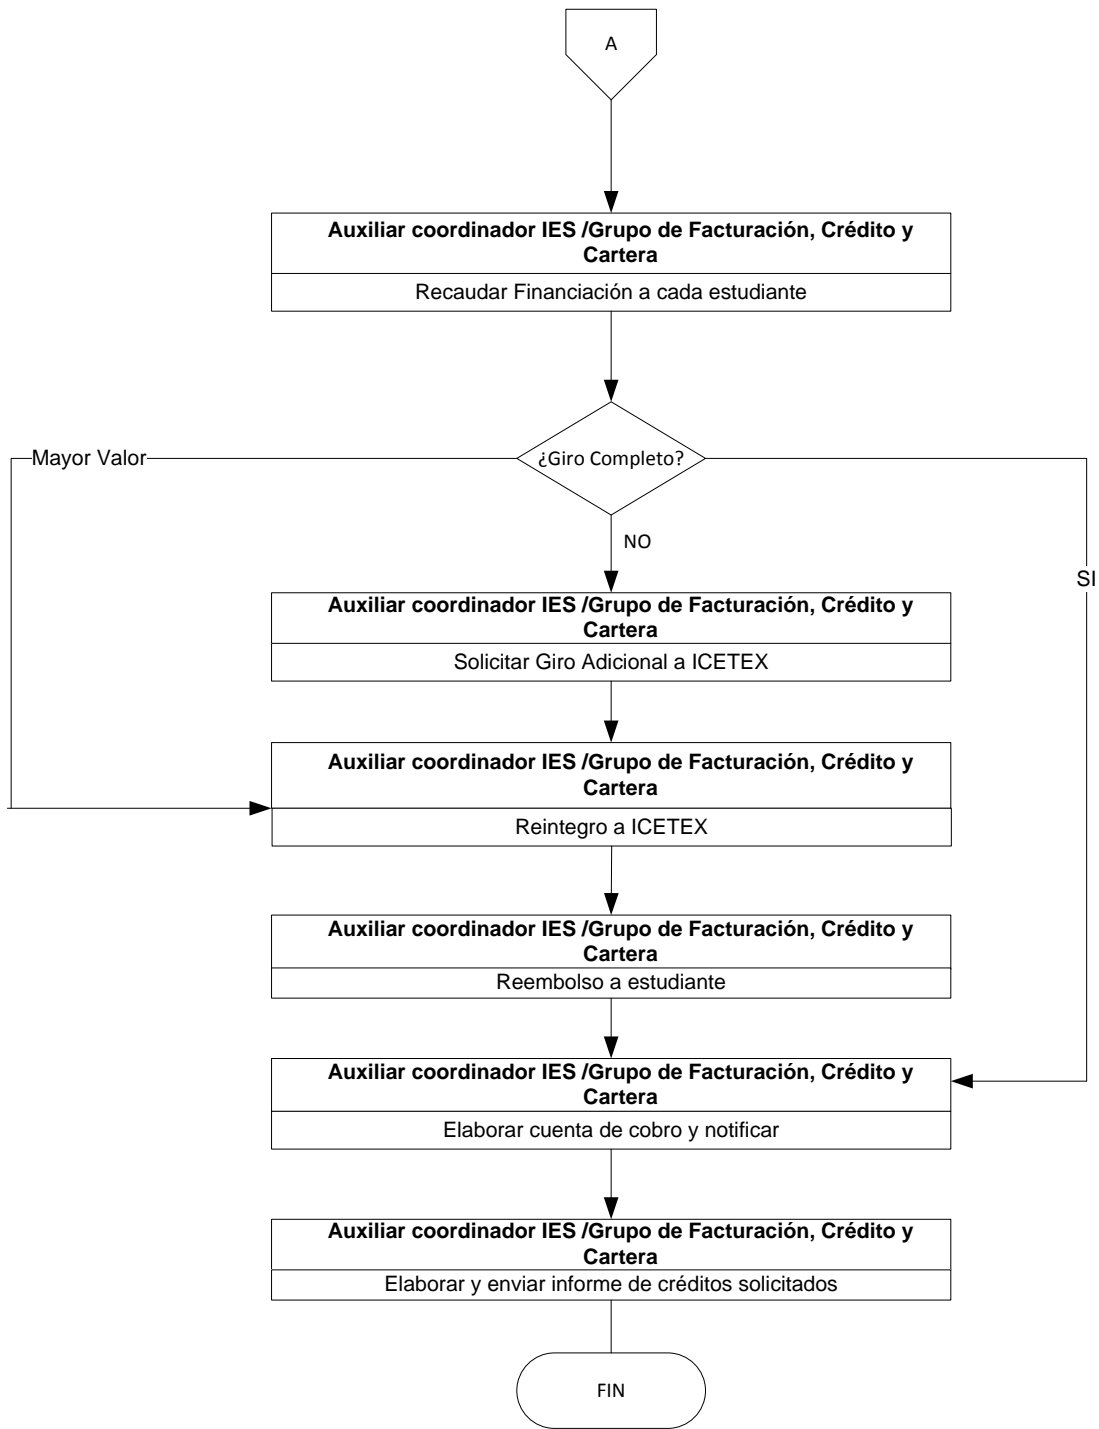 A
Auxiliar coordinador IES /Grupo de Facturación, Crédito y
Cartera
Recaudar Financiación a cada estudiante
Mayor Valor
¿Giro Completo?
NO
SI
Auxiliar coordinador IES /Grupo de Facturación, Crédito y
Cartera
Solicitar Giro Adicional a ICETEX
Auxiliar coordinador IES /Grupo de Facturación, Crédito y
Cartera
Reintegro a ICETEX
Auxiliar coordinador IES /Grupo de Facturación, Crédito y
Cartera
Reembolso a estudiante
Auxiliar coordinador IES /Grupo de Facturación, Crédito y
Cartera
Elaborar cuenta de cobro y notificar
Auxiliar coordinador IES /Grupo de Facturación, Crédito y
Cartera
Elaborar y enviar informe de créditos solicitados
FIN